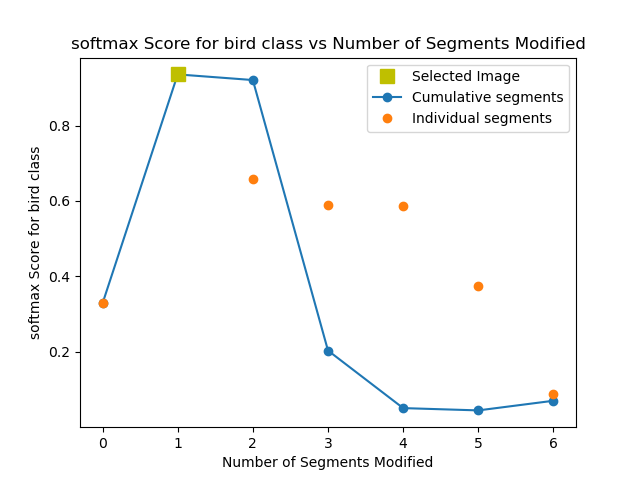 softmax Score for bird class vs Number of Segments Modified
Selected Image
Cumulative segments
Individual segments
softmax Score for bird class
0.8
0.6
0.4
0.2
0 1 2 3 4 5 6
Number of Segments Modified